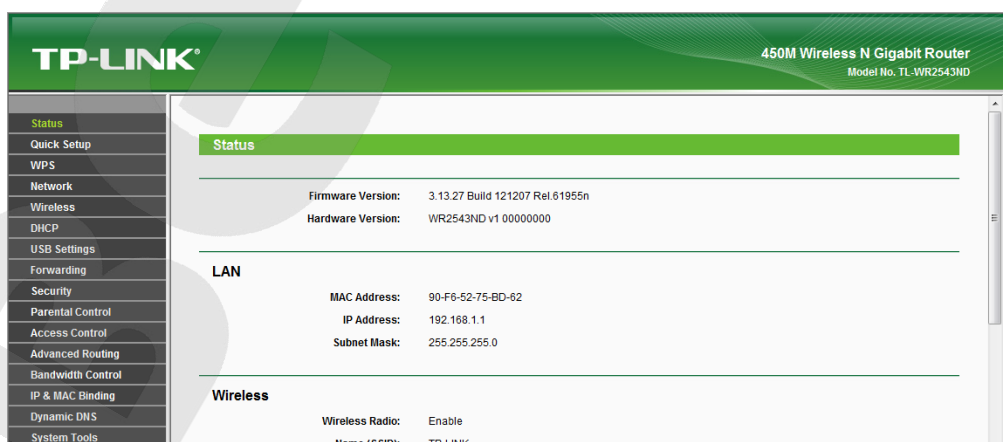 TP-LINK®
450M Wireless N Gigabit Router
Model No. TL-WR2543ND
Status
Quick Setup
WPS
Network
Wireless
DHCP
USB Settings
Forwarding
Security
Parental Control
Access Control
Advanced Routing
Bandwidth Control
IP & MAC Binding
Dynamic DNS
System Tools
Status
Firmware Version: 3.13.27 Build 121207 Rel.61955n
Hardware Version: WR2543ND v1 00000000
LAN
MAC Address: 90-F6-52-75-BD-62
IP Address: 192.168.1.1
Subnet Mask: 255.255.255.0
Wireless
Wireless Radio: Enable
Name (SSID): TP-LINK